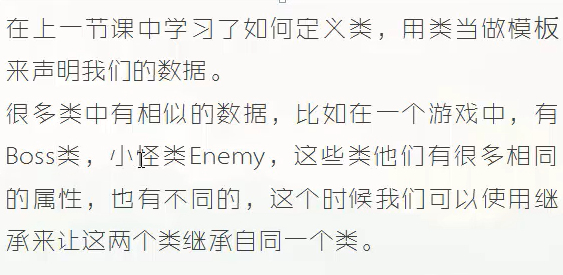 在上一节课中学习了如何定义类，用类当做模板
来声明我们的数据。
很多类中有相似的数据，比如在一个游戏中，有
Boss类，小怪类Enemy，这些类他们有很多相同
的属性，也有不同的，这个时候我们可以使用继
承来让这两个类继承自同一个类。